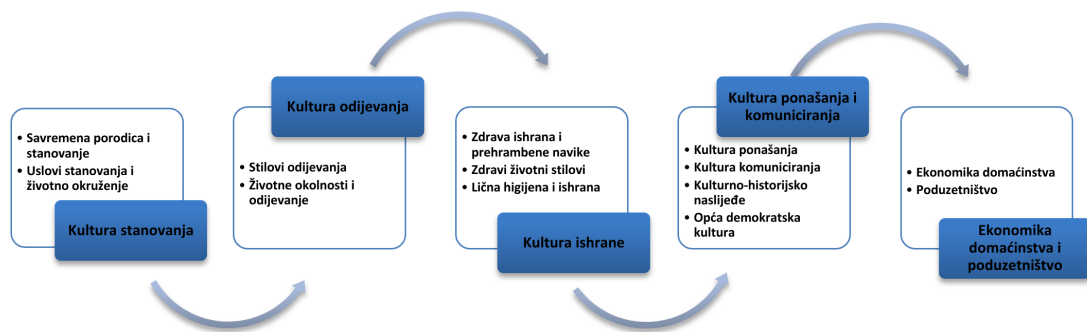 • Savremena porodica i
stanovanje
• Uslovi stanovanja i
životno okruženje
Kultura stanovanja
Kultura odijevanja
• Stilovi odijevanja
• Životne okolnosti i
odijevanje
• Zdrava ishrana i
prehrambene navike
• Zdravi životni stilovi
• Lična higijena i ishrana
Kultura ishrane
Kultura ponašanja i
komuniciranja
• Kultura ponašanja
• Kultura komuniciranja
• Kulturno-historijsko
naslijeđe
• Opća demokratska
kultura
• Ekonomika domaćinstva
• Poduzetništvo
Ekonomika
domaćinstva i
poduzetništvo